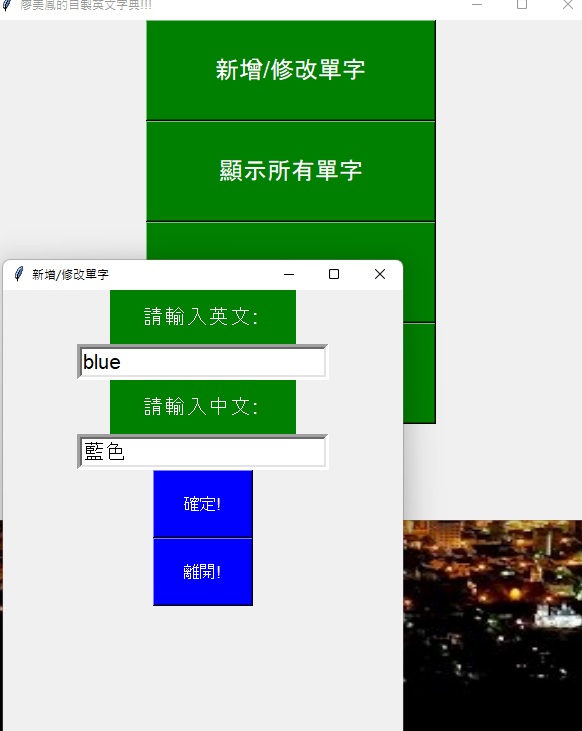 廖美鳳的自製英文字典!!!
新增/修改單字
顯示所有單字
新增/修改單字
請輸入英文:
blue
請輸入中文:
藍色
確定!
離開!